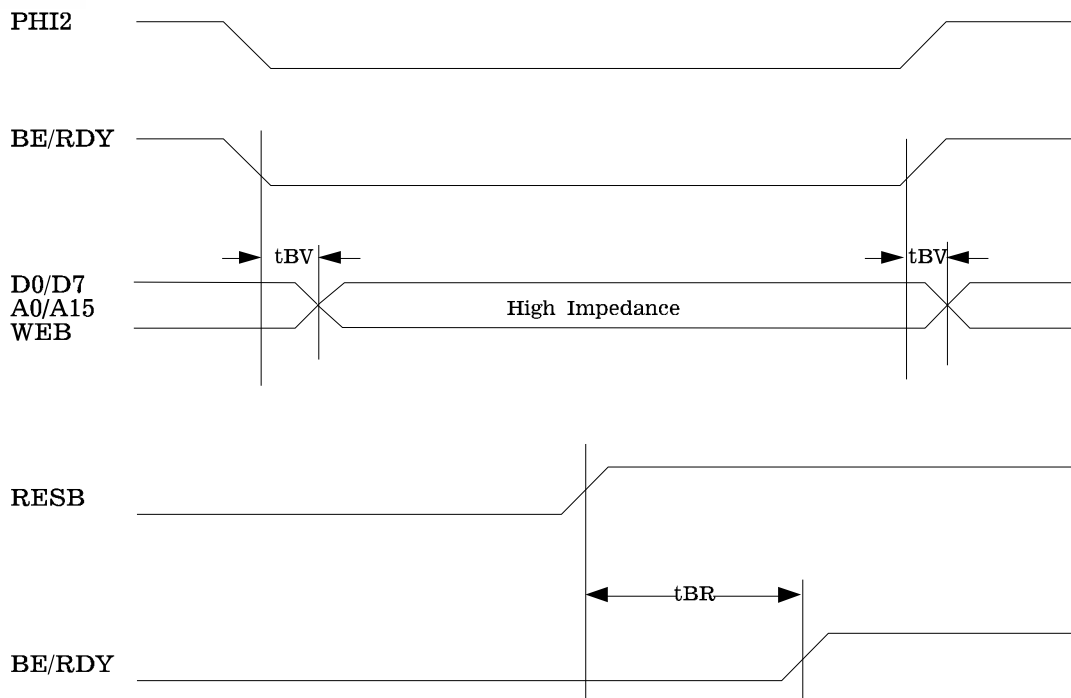 PHI2
BE/RDY
tBV tBV
D0/D7
A0/A15 High Impedance
WEB
RESB
tBR
BE/RDY